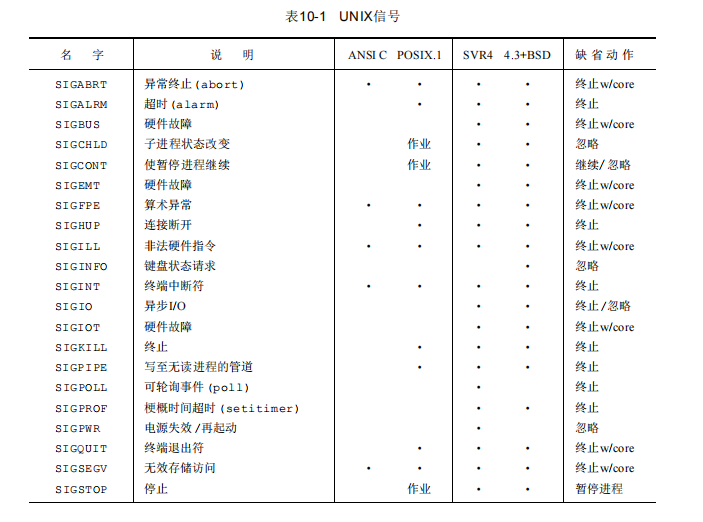 表10-1 UNIX信号
名 字 说 明 ANSI C POSIX.1 SVR4 4.3+BSD 缺省动作
SIGABRT 异常终止(abort) • • • • 终止w/core
SIGALRM 超时(alarm) • • • 终止
SIGBUS 硬件故障 • • 终止w/core
SIGCHLD 子进程状态改变 作业 • • 忽略
SIGCONT 使暂停进程继续 作业 • • 继续/忽略
SIGEMT 硬件故障 • • 终止w/core
SIGFPE 算术异常 • • • • 终止w/core
SIGHUP 连接断开 • • • 终止
SIGILL 非法硬件指令 • • • • 终止w/core
SIGINFO 键盘状态请求 • 忽略
SIGINT 终端中断符 • • • • 终止
SIGIO 异步I/O • • 终止/忽略
SIGIOT 硬件故障 • • 终止w/core
SIGKILL 终止 • • • 终止
SIGPIPE 写至无读进程的管道 • • • 终止
SIGPOLL 可轮询事件(poll) • 终止
SIGPROF 梗概时间超时(setitimer) • • 终止
SIGPWR 电源失效/再起动 • 忽略
SIGQUIT 终端退出符 • • • 终止w/core
SIGSEGV 无效存储访问 • • • • 终止w/core
SIGSTOP 停止 作业 • • 暂停进程